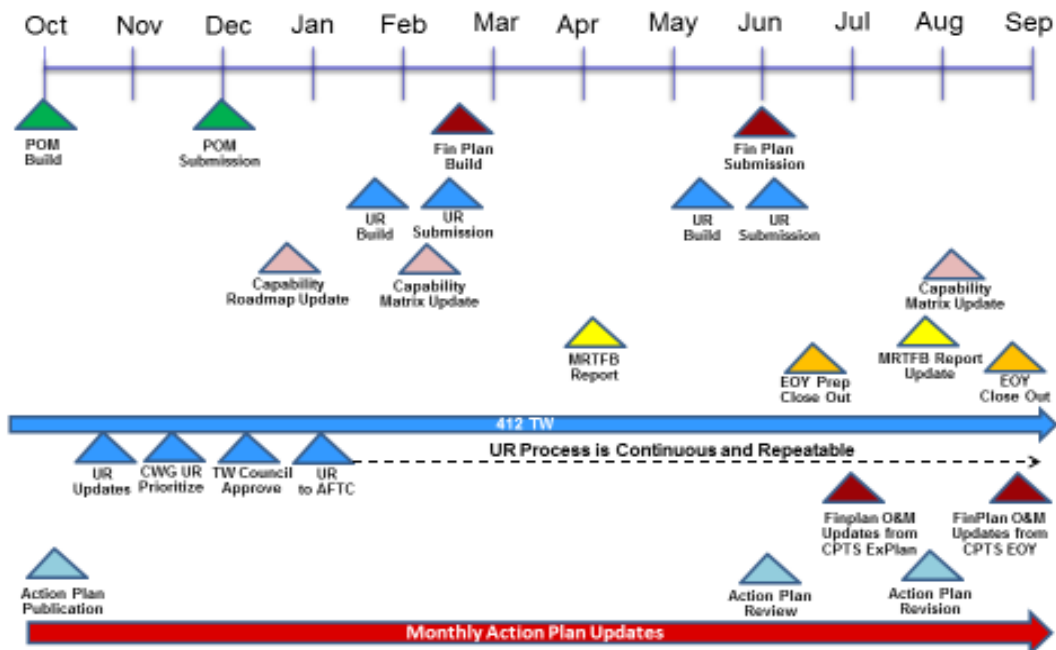 Oct Nov Dec Jan Feb Mar Apr May Jun Jul Aug Sep
POM
Build
POM
Submission
Fin Plan
Build
Fin Plan
Submission
UR
Build
UR
Submission
UR
Build
UR
Submission
Capability
Roadmap Update
Capability
Matrix Update
Capability
Matrix Update
MRTFB
Report
MRTFB Report
Update
EOY Prep
Close Out
EOY
Close Out
412 TW
UR Process is Continuous and Repeatable
UR
Updates
CWG UR
Prioritize
TW Council
Approve
UR
to AFTC
Finplan O&M
Updates from
CPTS ExPlan
FinPlan O&M
Updates from
CPTS EOY
Action Plan
Publication
Action Plan
Review
Action Plan
Revision
Monthly Action Plan Updates